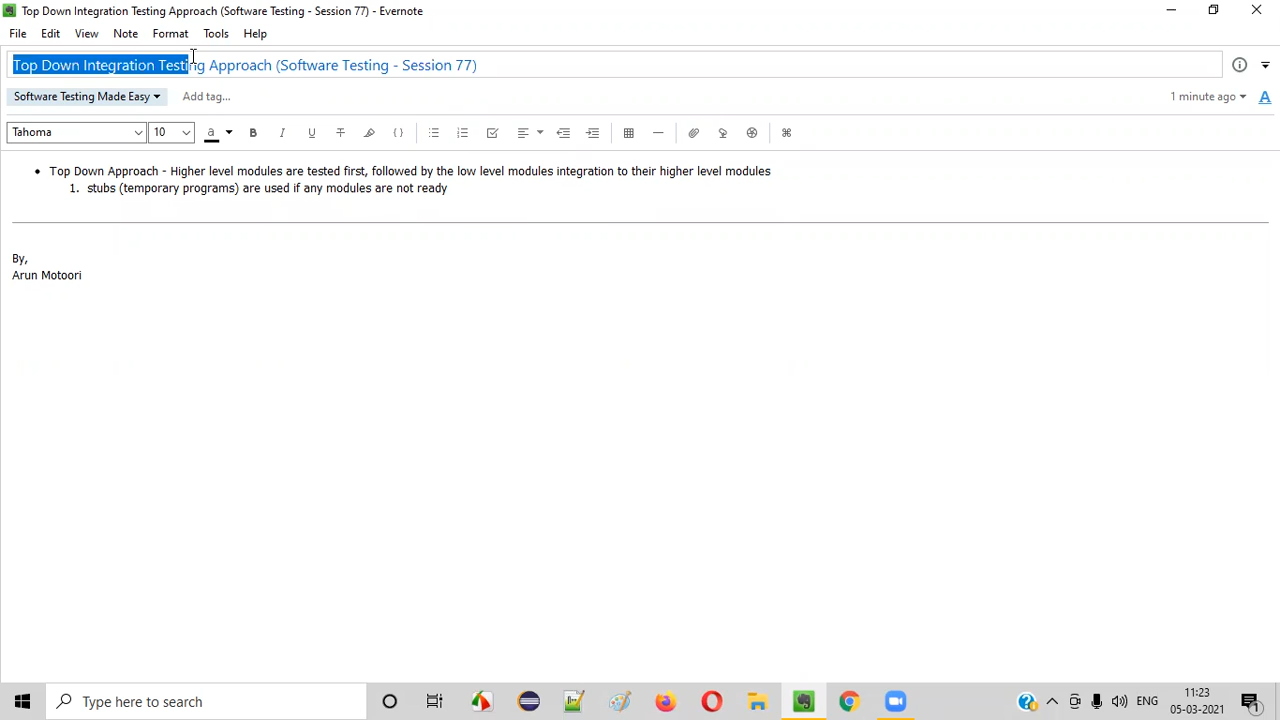 Top Down Integration Testing Approach (Software Testing - Session 77) - Evernote
File Edit View Note Format Tools Help
Top Down Integration Testing Approach (Software Testing - Session 77)
Software Testing Made Easy Add tag... 1 minute ago A
Tahoma 10 a B I U T
• Top Down Approach - Higher level modules are tested first, followed by the low level modules integration to their higher level modules
1. stubs (temporary programs) are used if any modules are not ready
By,
Arun Motoori
Type here to search ENG 11:23
05-03-2021